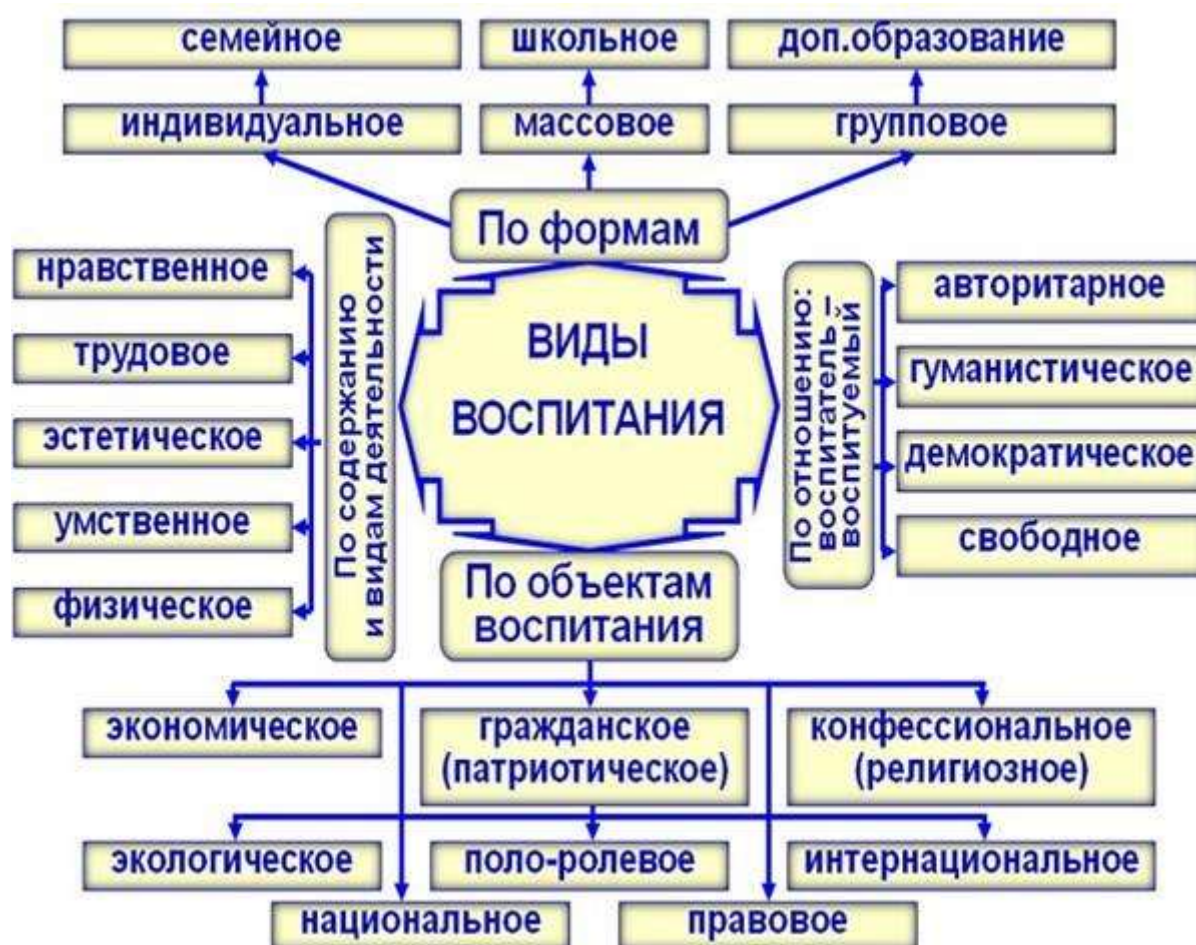 семейное
школьное
доп.образование
индивидуальное
массовое
групповое
По формам
нравственное
трудовое
эстетическое
умственное
физическое
По содержанию
и видам деятельности
ВИДЫ
ВОСПИТАНИЯ
По отношению:
воспитатель –
воспитуемый
авторитарное
гуманистическое
демократическое
свободное
По объектам
воспитания
экономическое
гражданское
(патриотическое)
конфессиональное
(религиозное)
экологическое
поло-ролевое
интернациональное
национальное
правовое